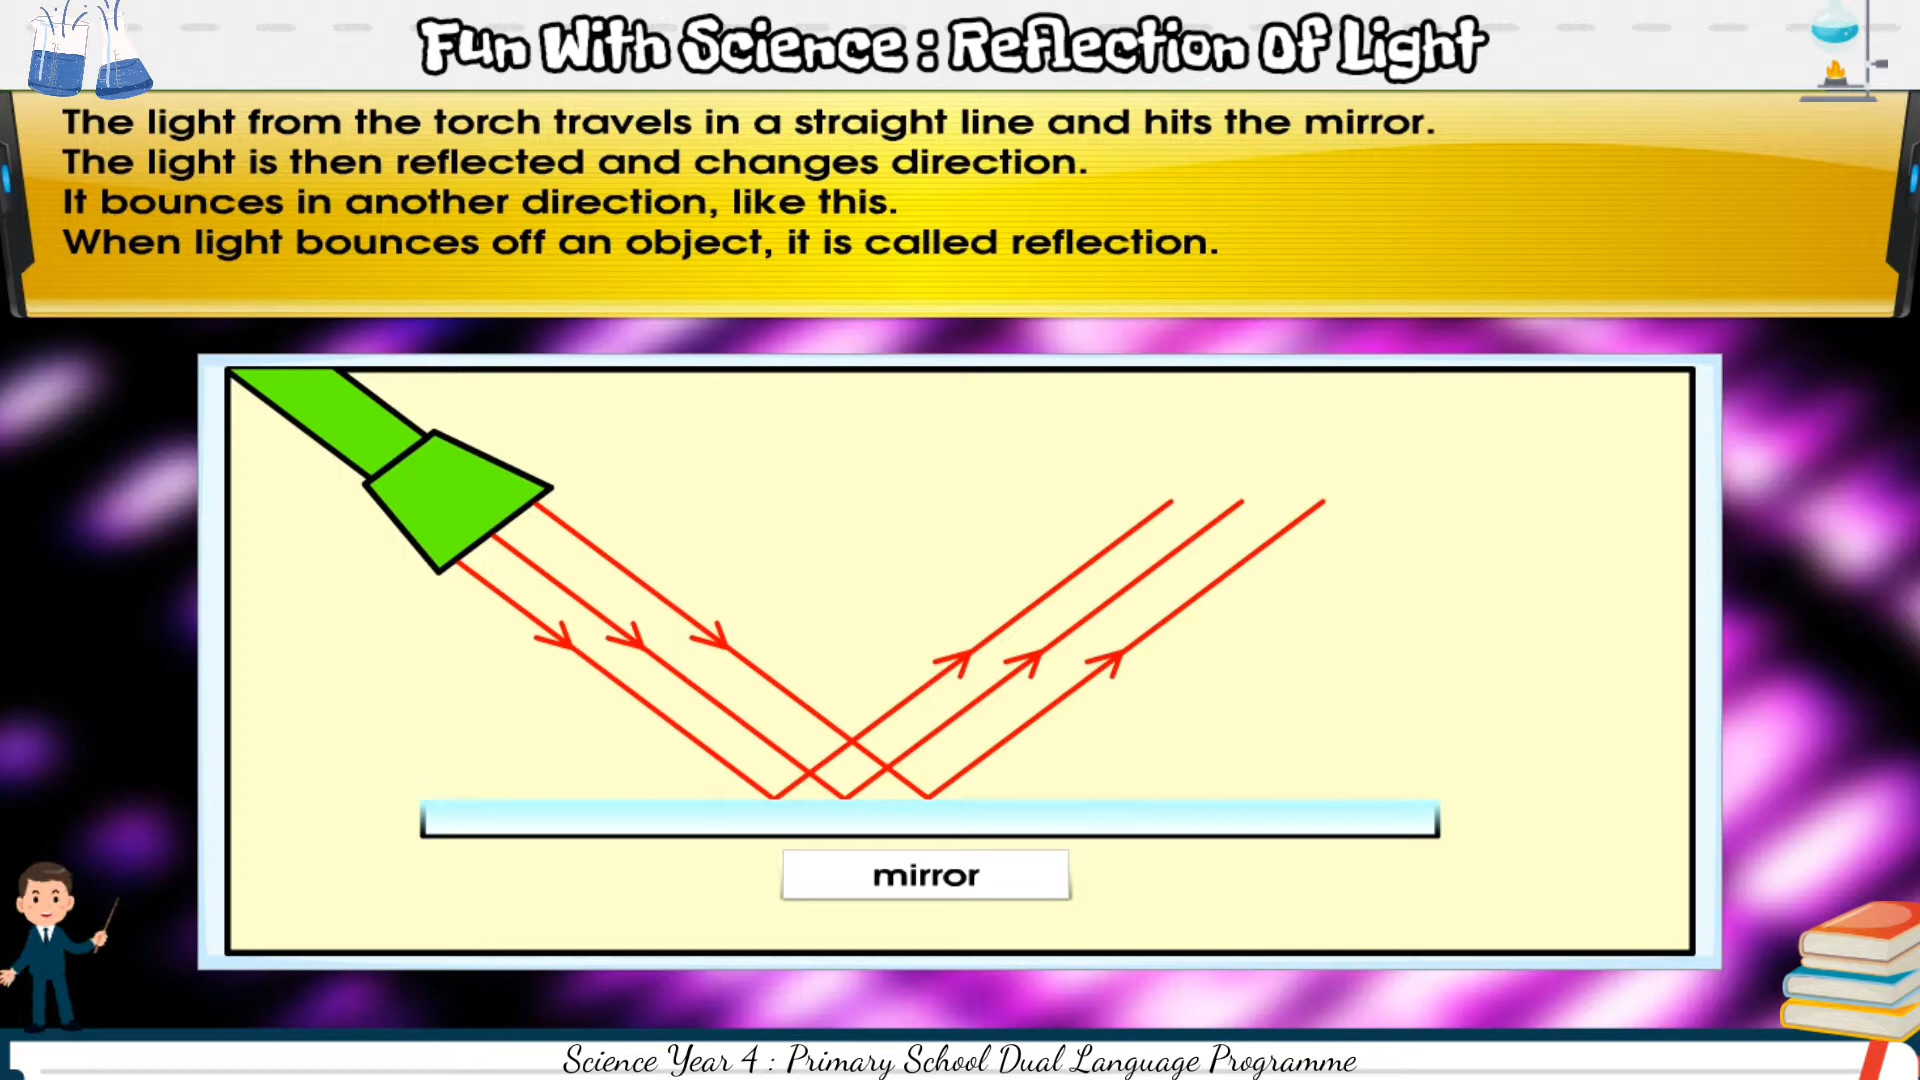 Fun With Science : Reflection Of Light
The light from the torch travels in a straight line and hits the mirror.
The light is then reflected and changes direction.
It bounces in another direction, like this.
When light bounces off an object, it is called reflection.
mirror
Science Year 4 : Primary School Dual Language Programme